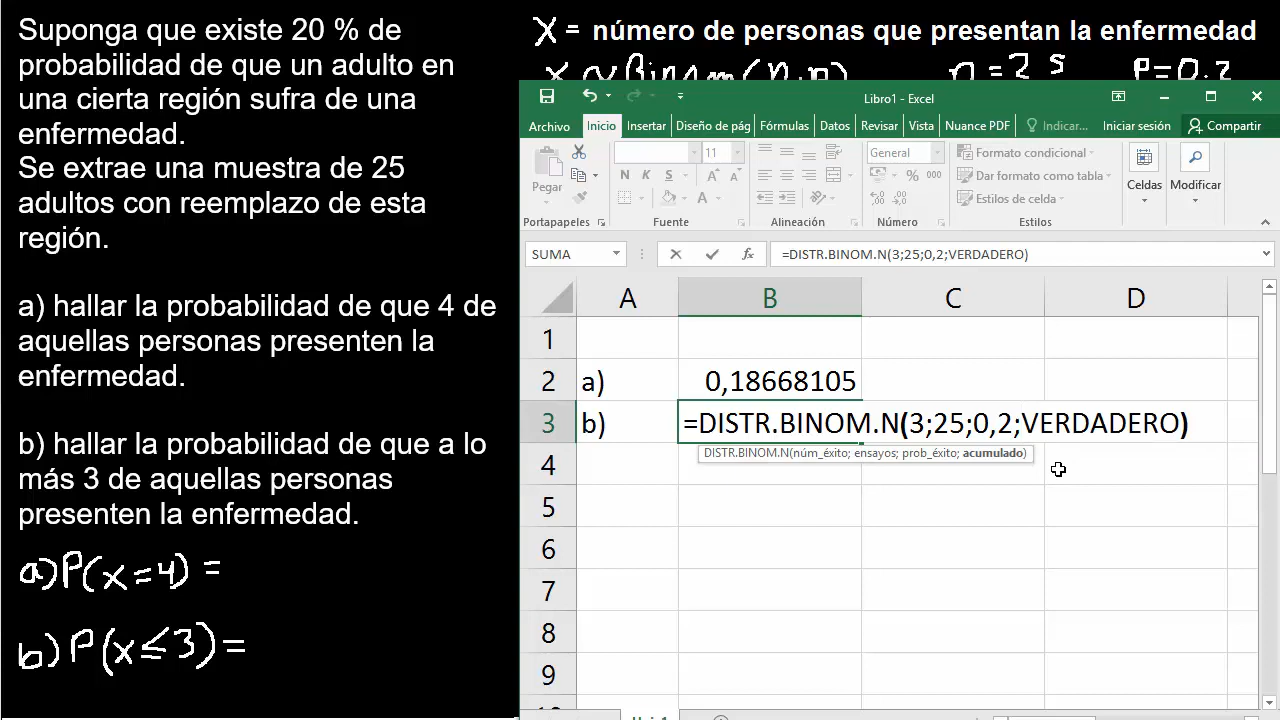 Suponga que existe 20 % de
probabilidad de que un adulto en
una cierta región sufra de una
enfermedad.
Se extrae una muestra de 25
adultos con reemplazo de esta
región.
a) hallar la probabilidad de que 4 de
aquellas personas presenten la
enfermedad.
b) hallar la probabilidad de que a lo
más 3 de aquellas personas
presenten la enfermedad.
a) P(x=4) =
b) P(x≤3) =
X = número de personas que presentan la enfermedad
X ~ Binom(n,p) n = 25 p = 0.2
Libro1 - Excel
Archivo Inicio Insertar Diseño de pág Fórmulas Datos Revisar Vista Nuance PDF Indicar... Iniciar sesión Compartir
11 General Formato condicional
Pegar N K S A Dar formato como tabla Celdas Modificar
% 000 Estilos de celda
Portapapeles Fuente Alineación Número Estilos
SUMA fx =DISTR.BINOM.N(3;25;0,2;VERDADERO)
A B C D
1
2 a) 0,18668105
3 b) =DISTR.BINOM.N(3;25;0,2;VERDADERO)
DISTR.BINOM.N(núm_éxito; ensayos; prob_éxito; acumulado)
4
5
6
7
8
9